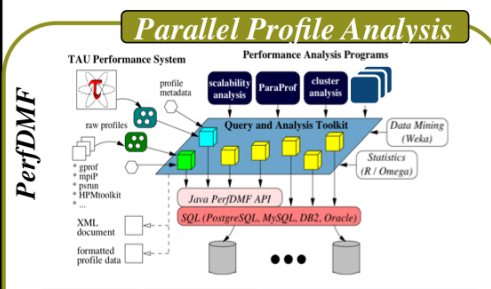 Parallel Profile Analysis
PerfDMF
TAU Performance System
Performance Analysis Programs
τ
profile
metadata
scalability
analysis
ParaProf
cluster
analysis
raw profiles
Query and Analysis Toolkit
Data Mining
(Weka)
Statistics
(R / Omega)
* gprof
* mpiP
* psrun
* HPMtoolkit
* ...
Java PerfDMF API
SQL (PostgreSQL, MySQL, DB2, Oracle)
XML
document
formatted
profile data